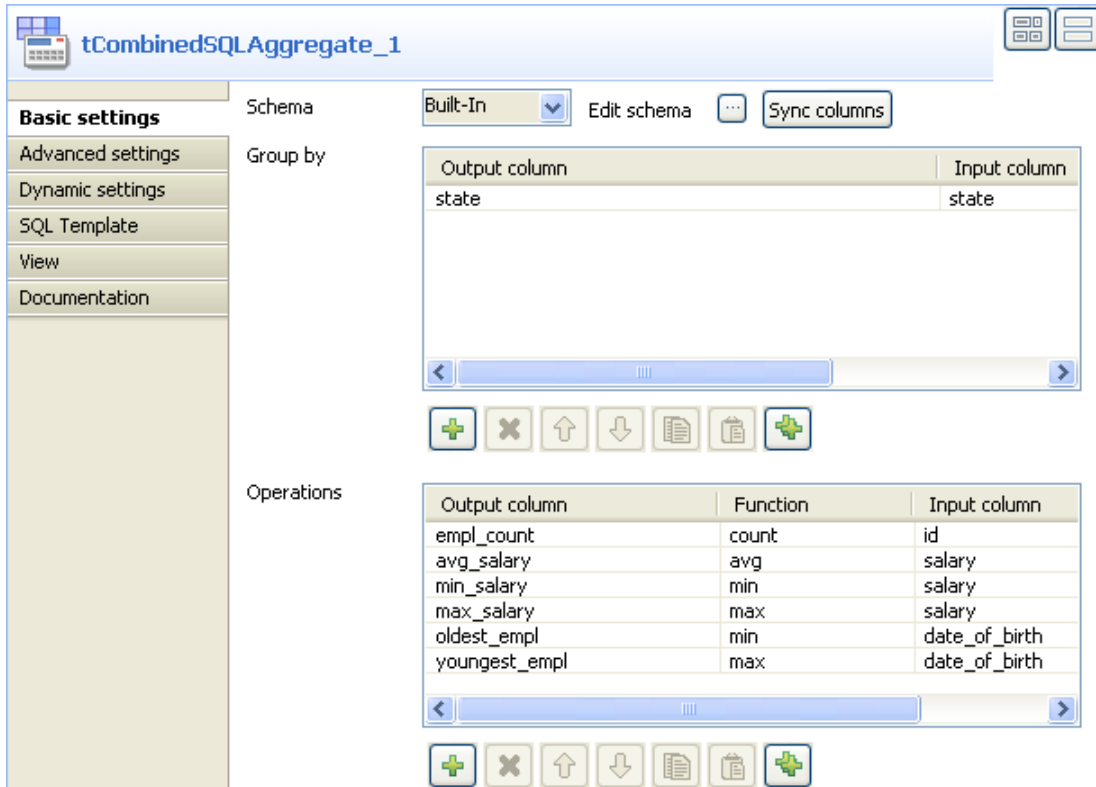 tCombinedSQLAggregate_1
Basic settings
Advanced settings
Dynamic settings
SQL Template
View
Documentation
Schema Built-In Edit schema ... Sync columns
Group by
Output column Input column
state state
Operations
Output column Function Input column
empl_count count id
avg_salary avg salary
min_salary min salary
max_salary max salary
oldest_empl min date_of_birth
youngest_empl max date_of_birth